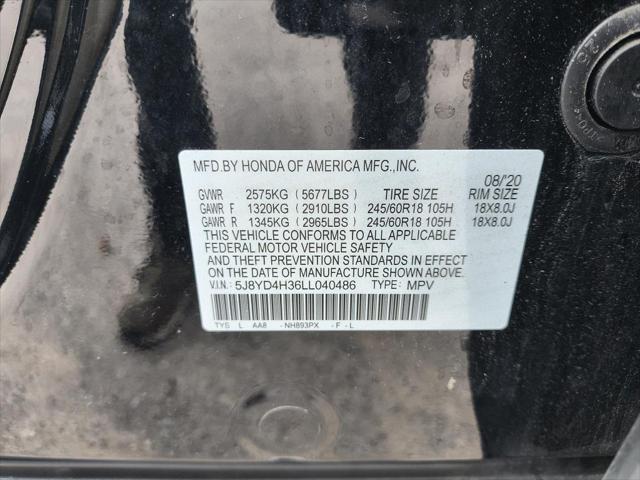 MFD.BY HONDA OF AMERICA MFG.,INC.
08/'20
GVWR 2575KG (5677LBS) TIRE SIZE RIM SIZE
GAWR F 1320KG (2910LBS) 245/60R18 105H 18X8.0J
GAWR R 1345KG (2965LBS) 245/60R18 105H 18X8.0J
THIS VEHICLE CONFORMS TO ALL APPLICABLE
FEDERAL MOTOR VEHICLE SAFETY
AND THEFT PREVENTION STANDARDS IN EFFECT
ON THE DATE OF MANUFACTURE SHOWN ABOVE.
V.I.N.: 5J8YD4H36LL040486 TYPE: MPV
TYS L AA8 -NH893PX -F -L